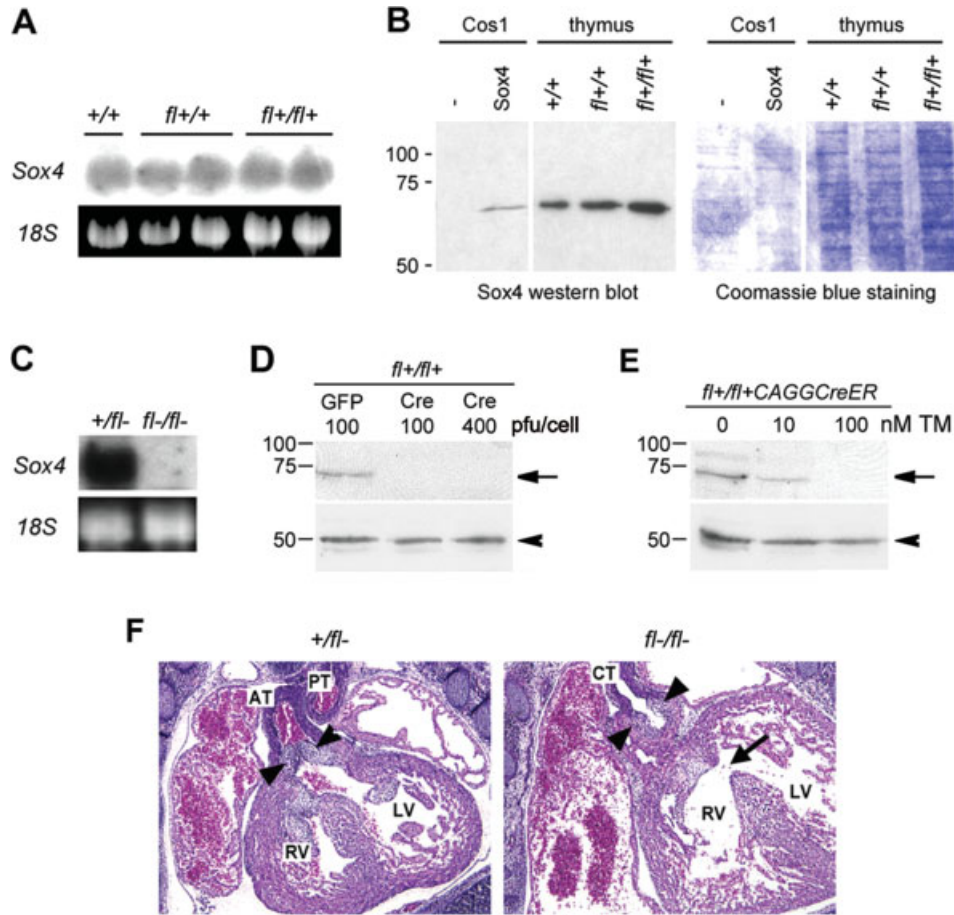 A
+/+ fl+/+ fl+/fl+
Sox4
18S
B
Cos1 thymus Cos1 thymus
- Sox4 +/+ fl+/+ fl+/fl+ - Sox4 +/+ fl+/+ fl+/fl+
100 -
75 -
50 -
Sox4 western blot Coomassie blue staining
C
+/fl- fl-/fl-
Sox4
18S
D
fl+/fl+
GFP Cre Cre
100 100 400 pfu/cell
100
75
50
E
fl+/fl+CAGGCreER
0 10 100 nM TM
100
75
50
F
+/fl- fl-/fl-
AT PT LV RV
CT LV RV